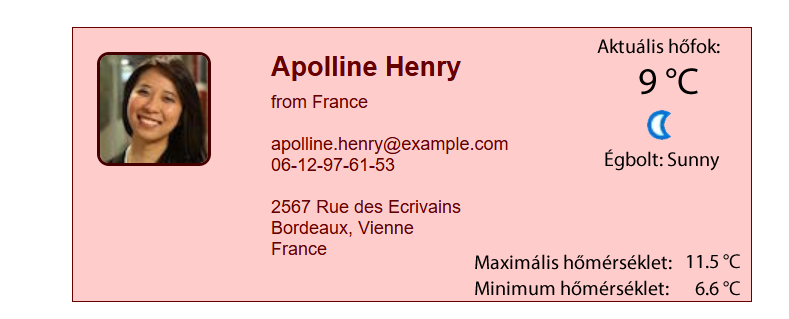 Apolline Henry
from France
apolline.henry@example.com
06-12-97-61-53
2567 Rue des Ecrivains
Bordeaux, Vienne
France
Aktuális hőfok:
9 °C
Égbolt: Sunny
Maximális hőmérséklet: 11.5 °C
Minimum hőmérséklet: 6.6 °C